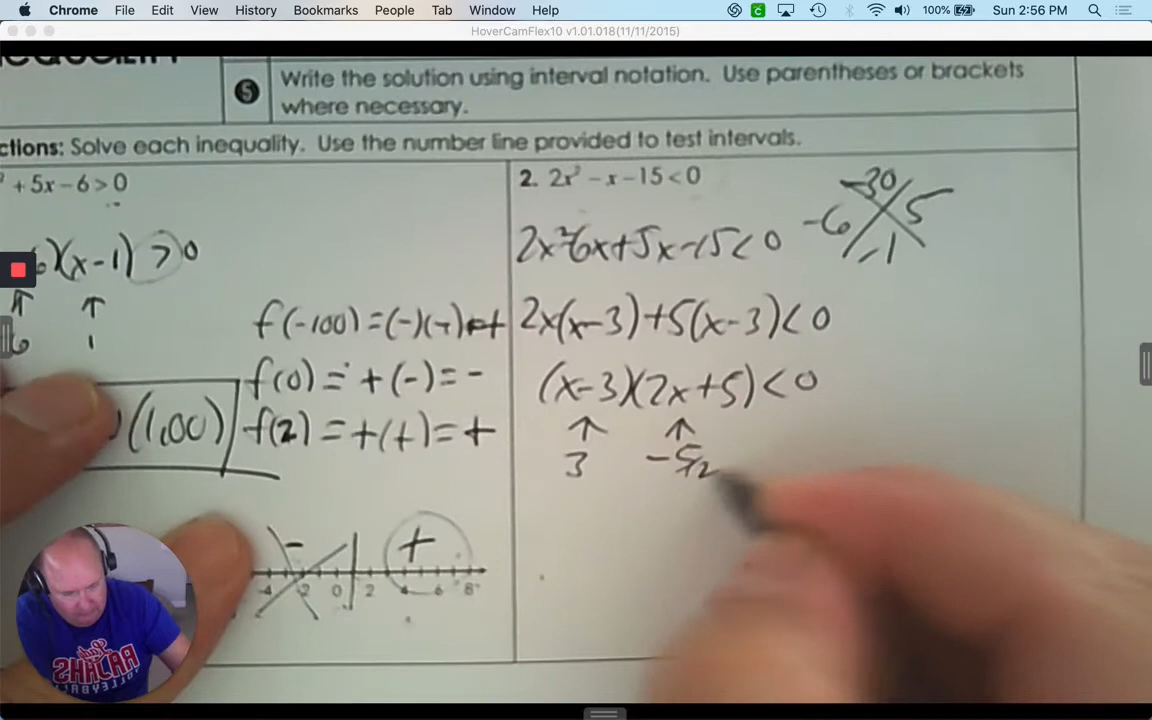 Chrome File Edit View History Bookmarks People Tab Window Help 100% Sun 2:56 PM
HoverCamFlex10 v1.01.018(11/11/2015)
5 Write the solution using interval notation. Use parentheses or brackets
where necessary.
ctions: Solve each inequality. Use the number line provided to test intervals.
+ 5x - 6 > 0
)(x-1) > 0
6 1
(1,∞)
f(-100) = (-)(-) = +
f(0) = + (-) = -
f(2) = +(+) = +
- +
-4 -2 0 2 4 6 8
2. 2x² - x - 15 < 0
-30
-6 5
-1
2x²-6x+5x-15<0
2x(x-3)+5(x-3)<0
(x-3)(2x+5)<0
3 -5/2